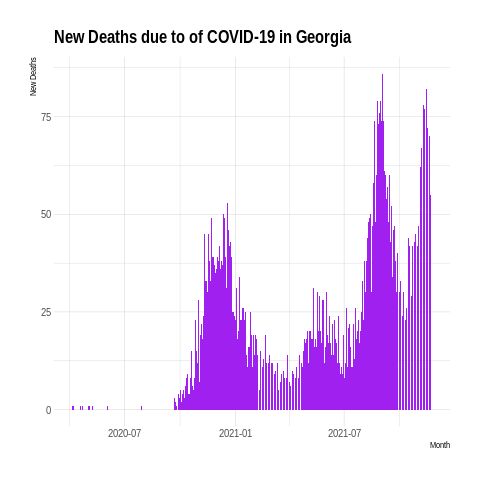 New Deaths due to of COVID-19 in Georgia
New Deaths
75
50
25
0
2020-07
2021-01
2021-07
Month